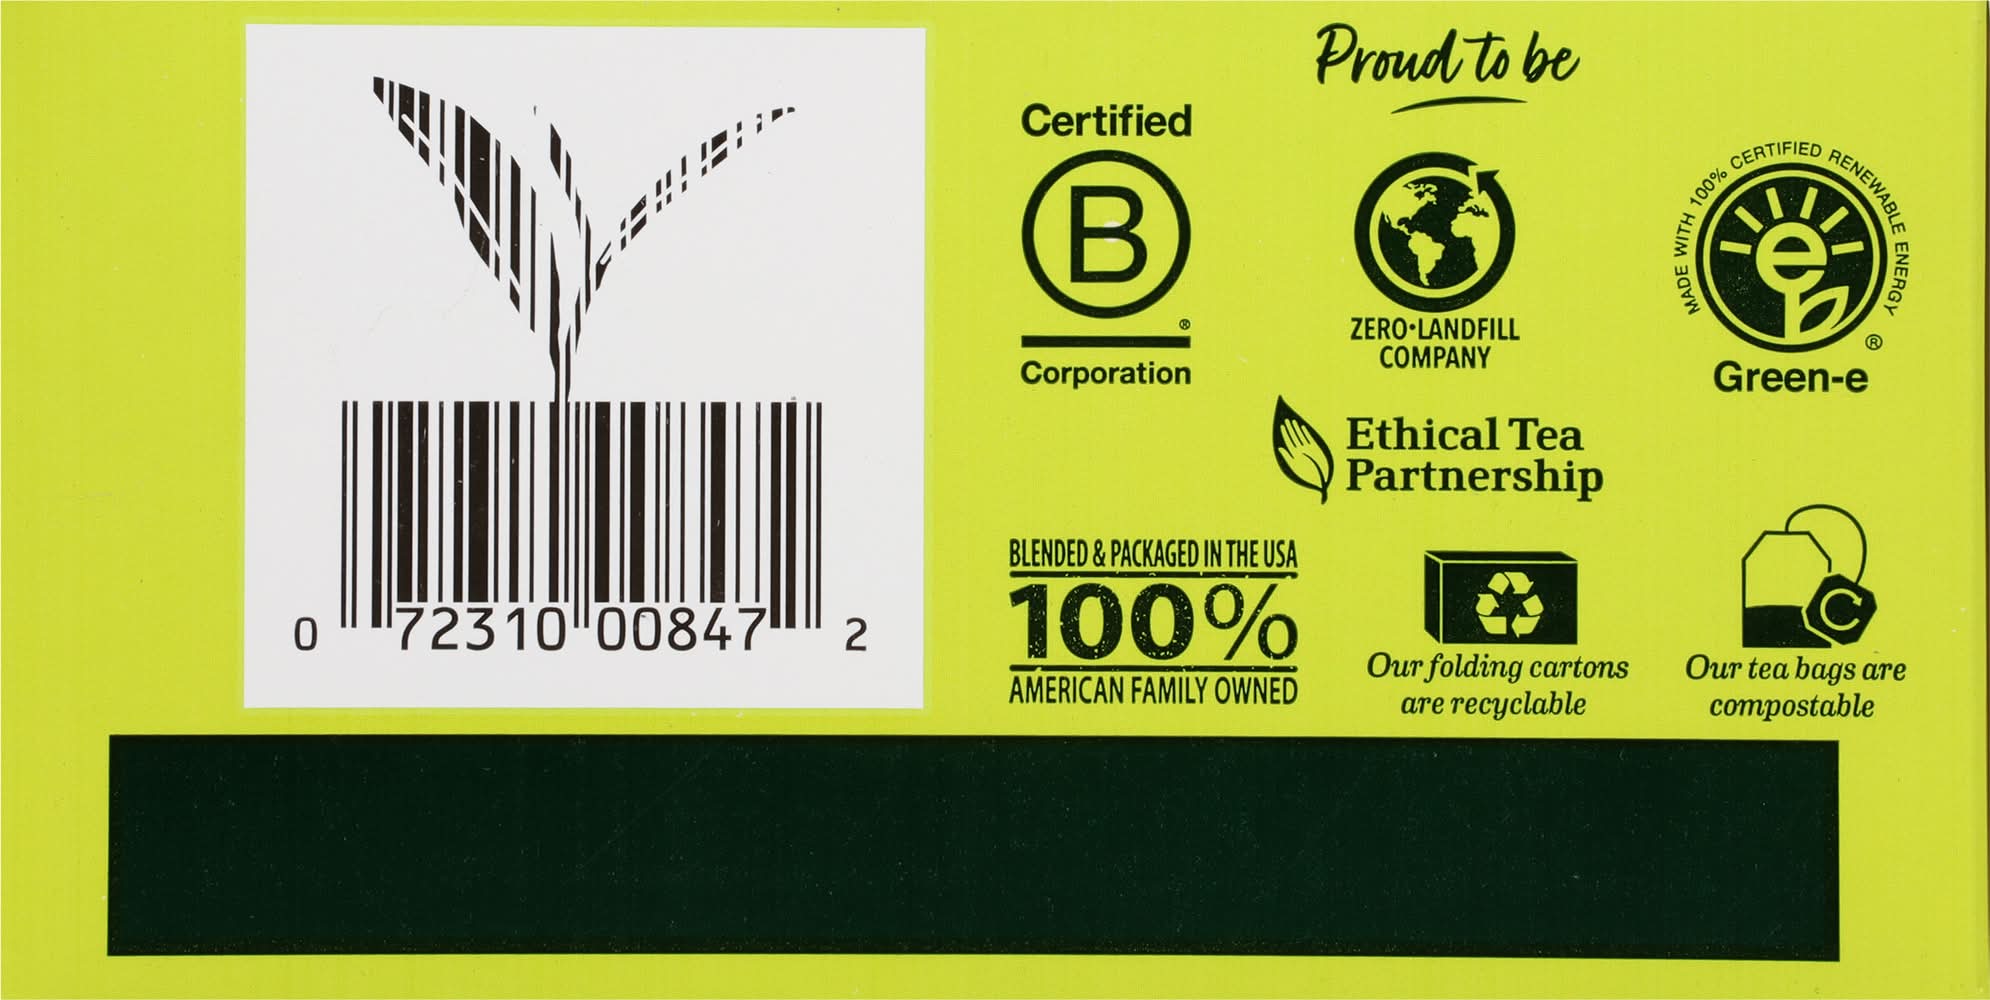 Proud to be
Certified
B
®
Corporation
ZERO•LANDFILL
COMPANY
MADE WITH 100% CERTIFIED RENEWABLE ENERGY
e
®
Green-e
Ethical Tea
Partnership
BLENDED & PACKAGED IN THE USA
100%
AMERICAN FAMILY OWNED
Our folding cartons
are recyclable
C
Our tea bags are
compostable
0 72310 00847 2